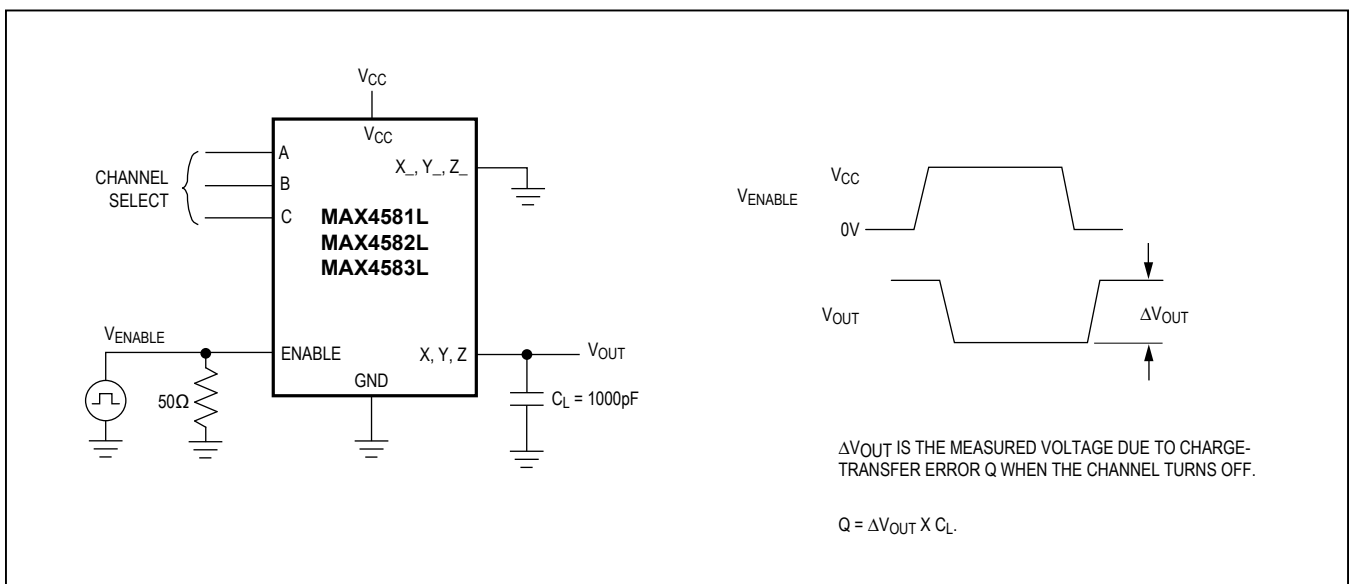 VCC
VCC
A
X_, Y_, Z_
CHANNEL
SELECT
B
C
MAX4581L
MAX4582L
MAX4583L
VENABLE
ENABLE
X, Y, Z
VOUT
GND
50Ω
CL = 1000pF
VENABLE
VCC
0V
VOUT
ΔVOUT
ΔVOUT IS THE MEASURED VOLTAGE DUE TO CHARGE-
TRANSFER ERROR Q WHEN THE CHANNEL TURNS OFF.
Q = ΔVOUT X CL.